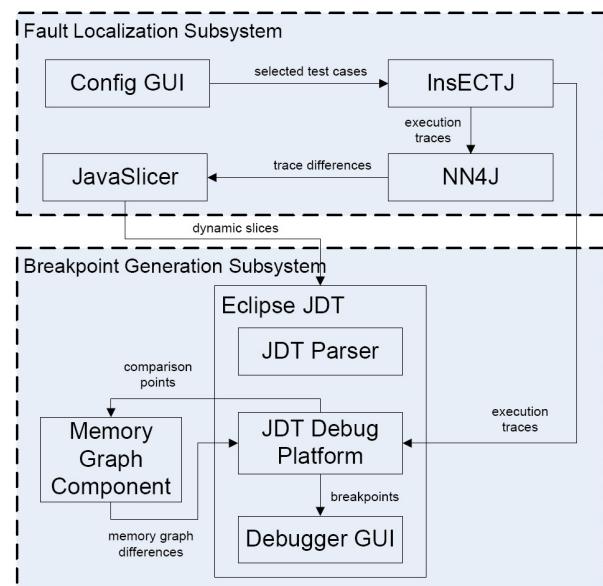 Fault Localization Subsystem
Config GUI
selected test cases
InsECTJ
execution
traces
JavaSlicer
trace differences
NN4J
dynamic slices
Breakpoint Generation Subsystem
Eclipse JDT
JDT Parser
comparison
points
execution
traces
Memory
Graph
Component
JDT Debug
Platform
breakpoints
memory graph
differences
Debugger GUI